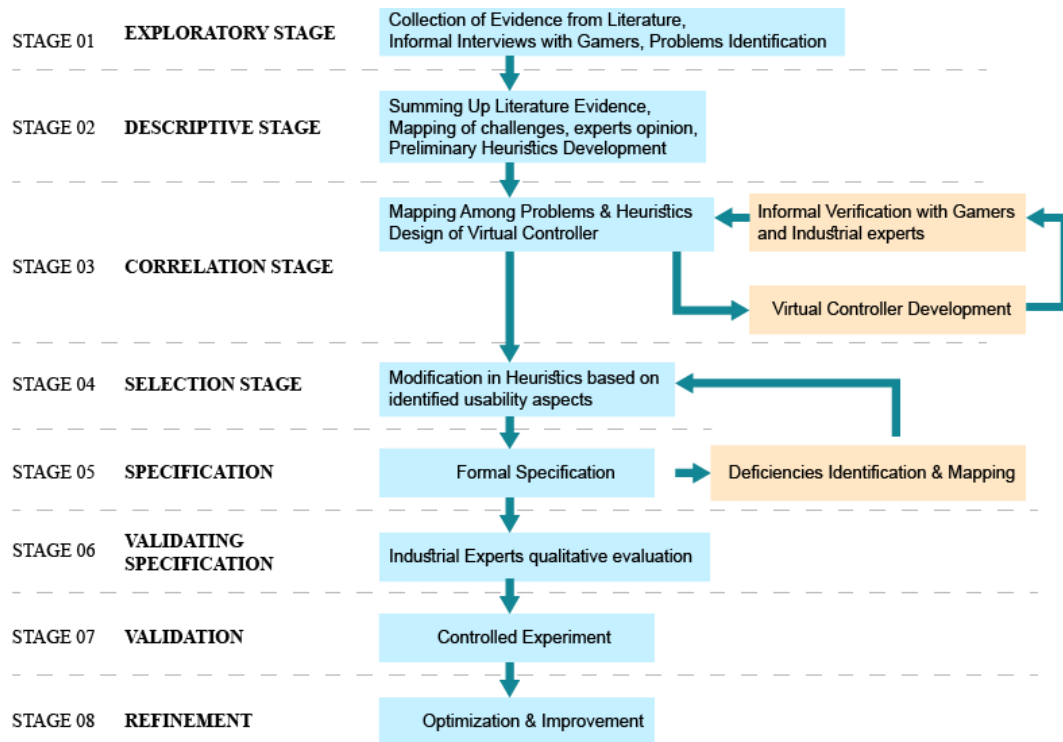 STAGE 01
EXPLORATORY STAGE
Collection of Evidence from Literature,
Informal Interviews with Gamers, Problems Identification
STAGE 02
DESCRIPTIVE STAGE
Summing Up Literature Evidence,
Mapping of challenges, experts opinion,
Preliminary Heuristics Development
STAGE 03
CORRELATION STAGE
Mapping Among Problems & Heuristics
Design of Virtual Controller
Informal Verification with Gamers
and Industrial experts
Virtual Controller Development
STAGE 04
SELECTION STAGE
Modification in Heuristics based on
identified usability aspects
STAGE 05
SPECIFICATION
Formal Specification
Deficiencies Identification & Mapping
STAGE 06
VALIDATING
SPECIFICATION
Industrial Experts qualitative evaluation
STAGE 07
VALIDATION
Controlled Experiment
STAGE 08
REFINEMENT
Optimization & Improvement